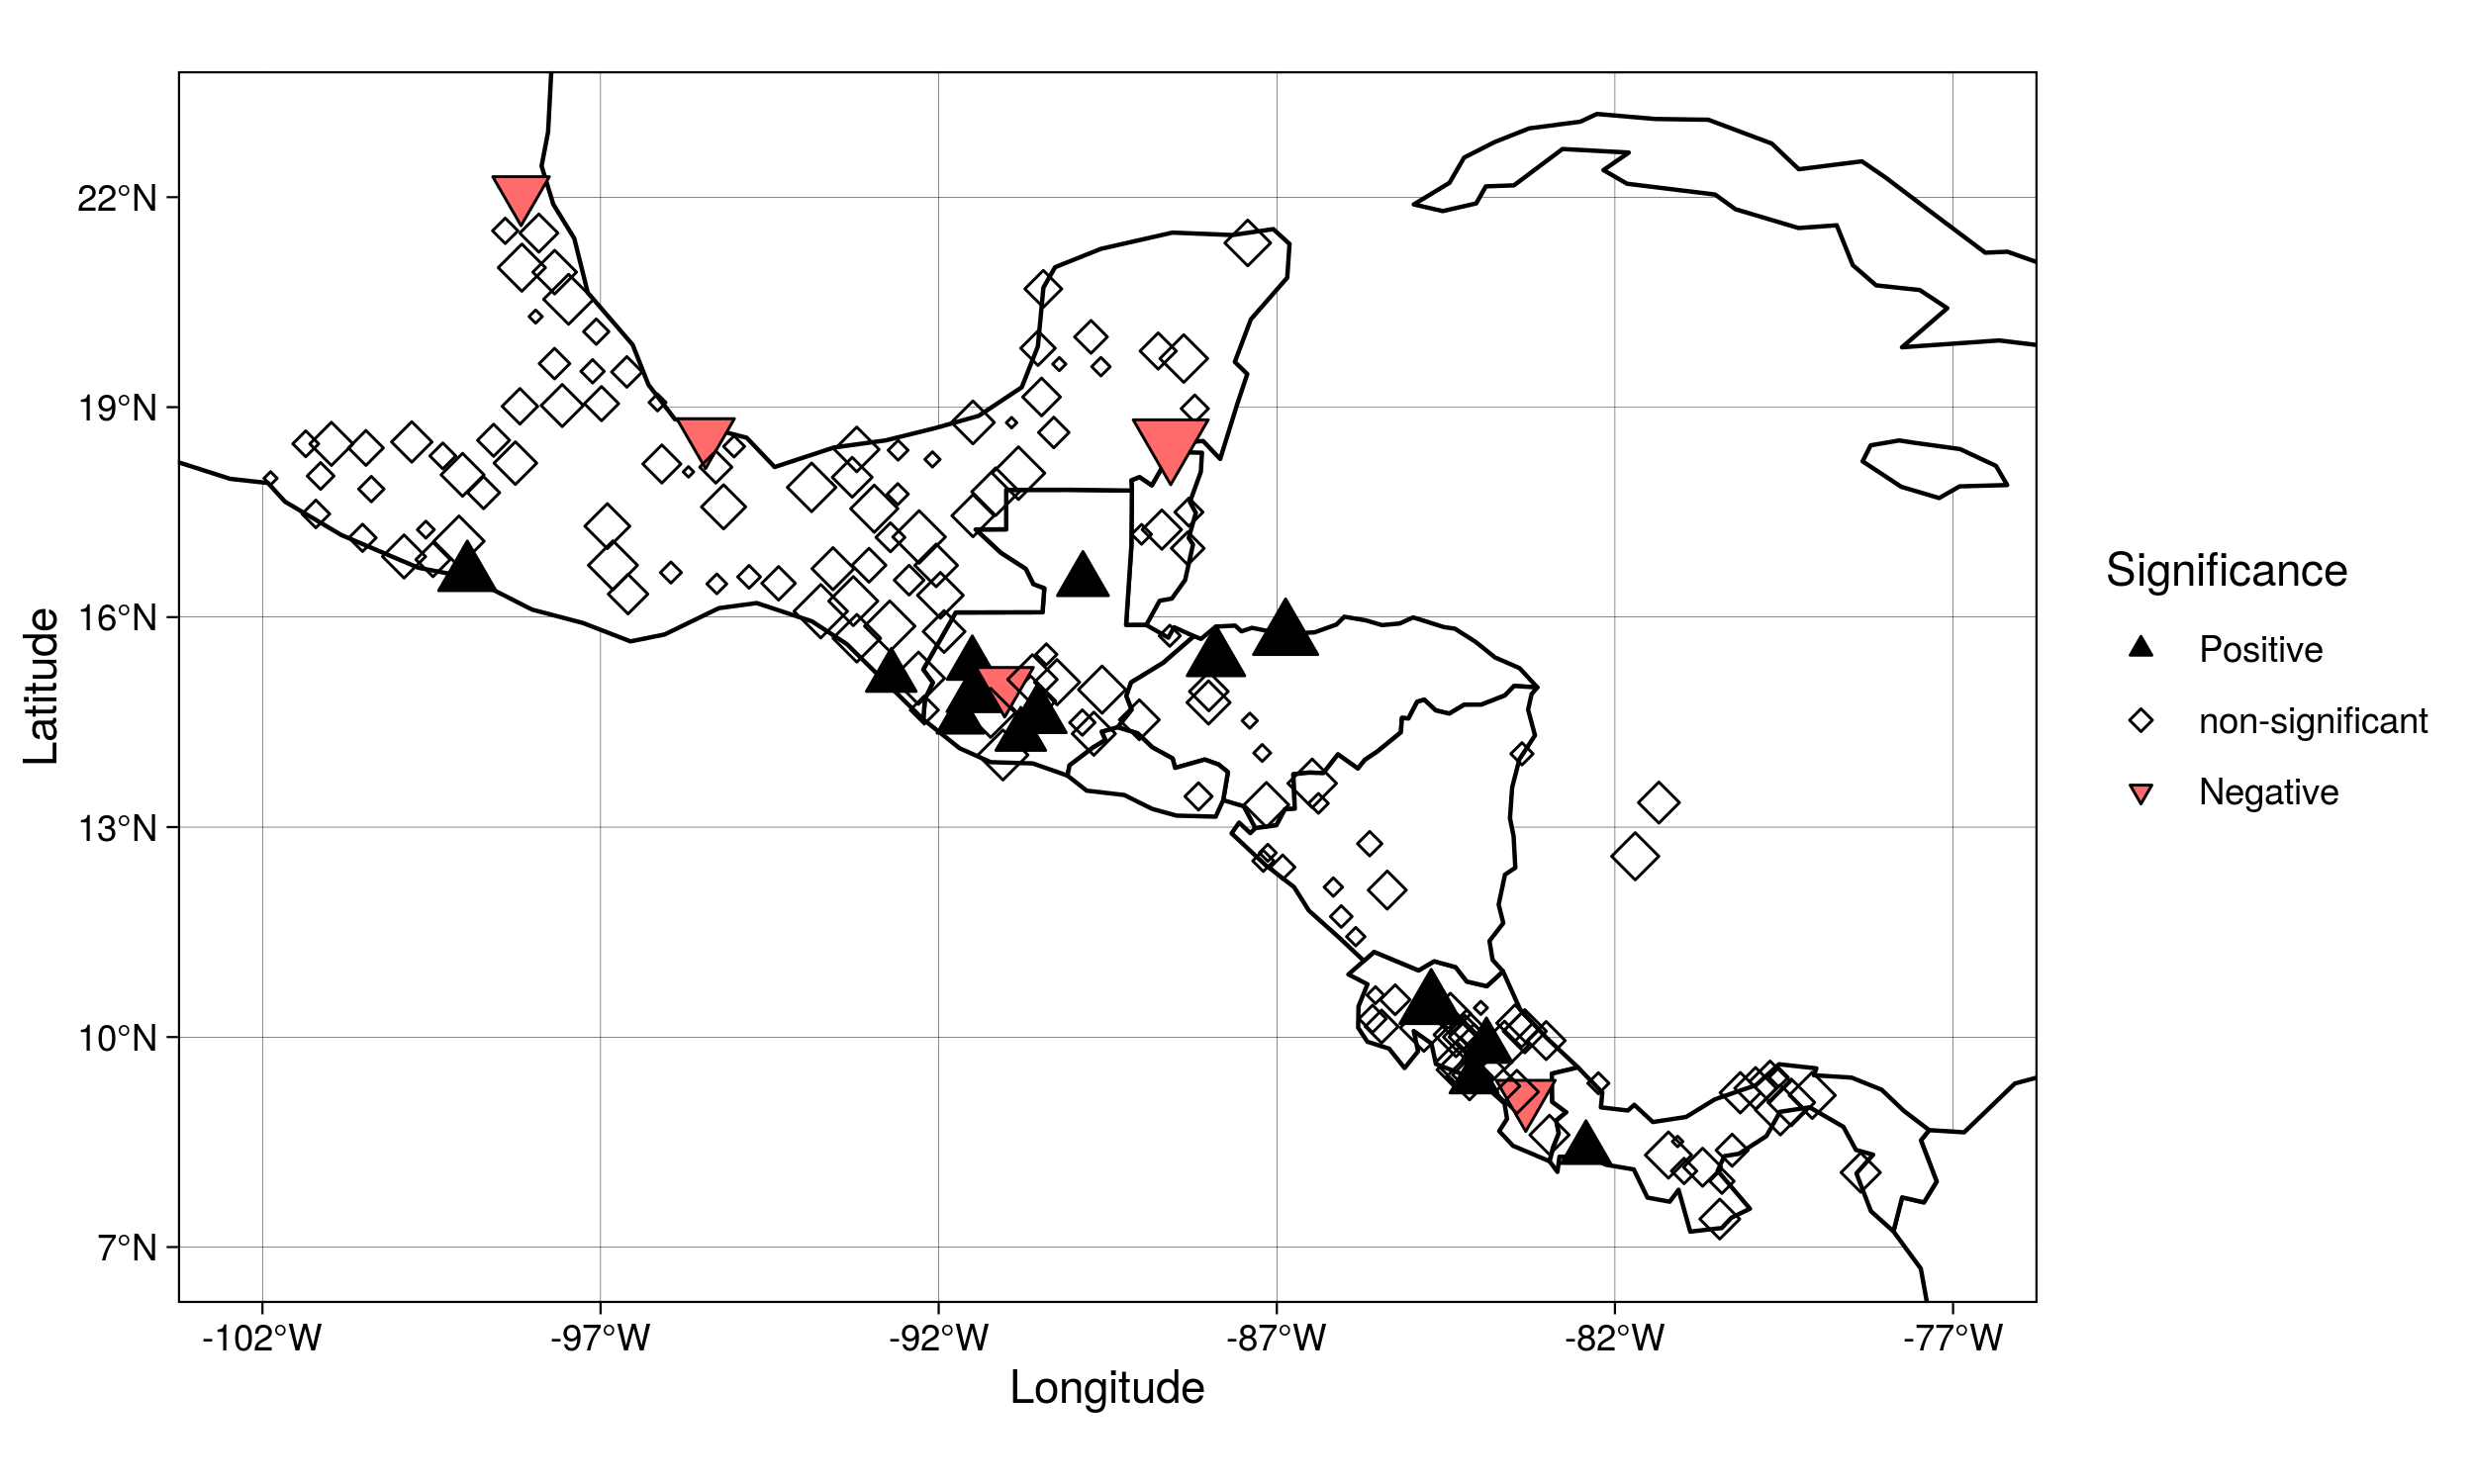 22°N
19°N
16°N
13°N
10°N
7°N
Latitude
-102°W
-97°W
-92°W
-87°W
-82°W
-77°W
Longitude
Significance
Positive
non-significant
Negative